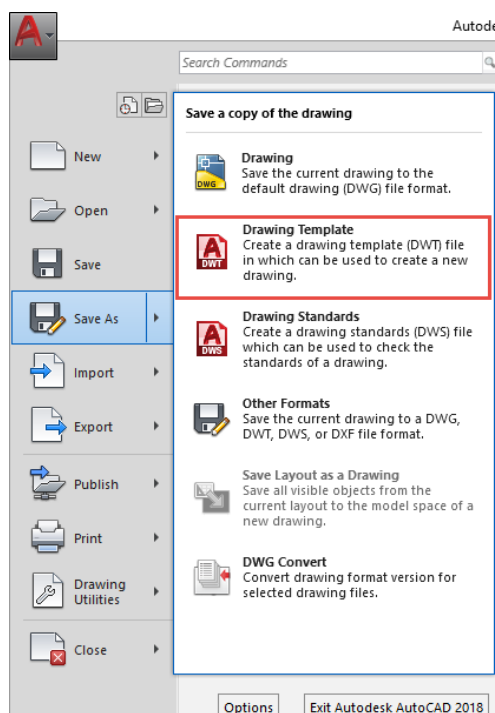 A
Autode
Search Commands
Save a copy of the drawing
New
Open
Save
Save As
Import
Export
Publish
Print
Drawing
Utilities
Close
Drawing
Save the current drawing to the
default drawing (DWG) file format.
DWG
Drawing Template
Create a drawing template (DWT) file
in which can be used to create a new
drawing.
DWT
Drawing Standards
Create a drawing standards (DWS) file
which can be used to check the
standards of a drawing.
DWS
Other Formats
Save the current drawing to a DWG,
DWT, DWS, or DXF file format.
Save Layout as a Drawing
Save all visible objects from the
current layout to the model space of a
new drawing.
DWG Convert
Convert drawing format version for
selected drawing files.
Options
Exit Autodesk AutoCAD 2018